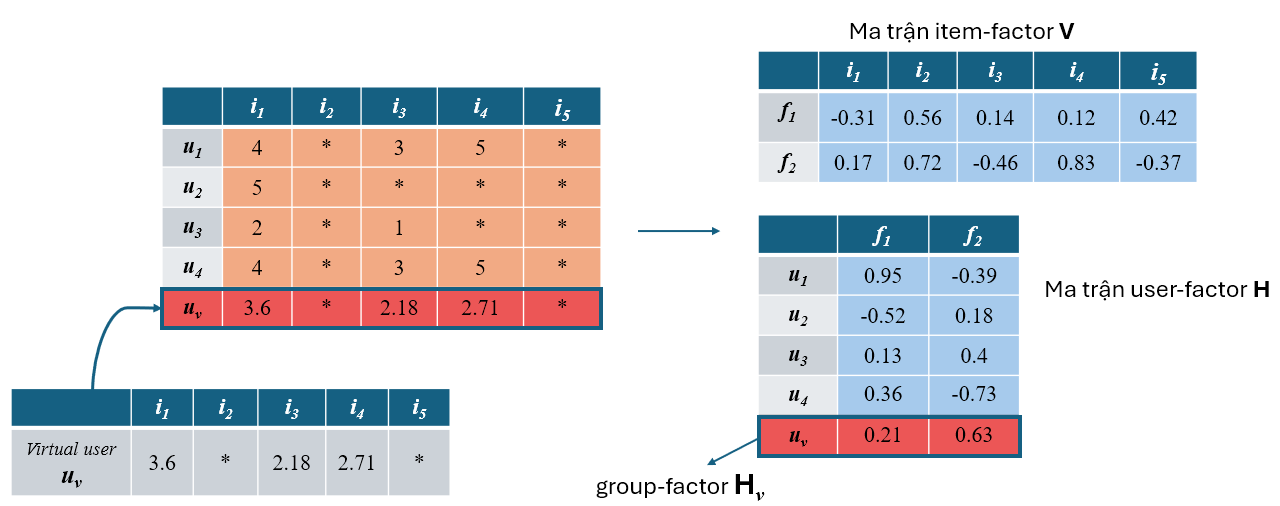 Ma trận item-factor V
i1 i2 i3 i4 i5
f1 -0.31 0.56 0.14 0.12 0.42
f2 0.17 0.72 -0.46 0.83 -0.37
i1 i2 i3 i4 i5
u1 4 * 3 5 *
u2 5 * * * *
u3 2 * 1 * *
u4 4 * 3 5 *
uv 3.6 * 2.18 2.71 *
f1 f2
u1 0.95 -0.39
u2 -0.52 0.18
u3 0.13 0.4
u4 0.36 -0.73
uv 0.21 0.63
Ma trận user-factor H
i1 i2 i3 i4 i5
Virtual user
uv 3.6 * 2.18 2.71 *
group-factor Hv